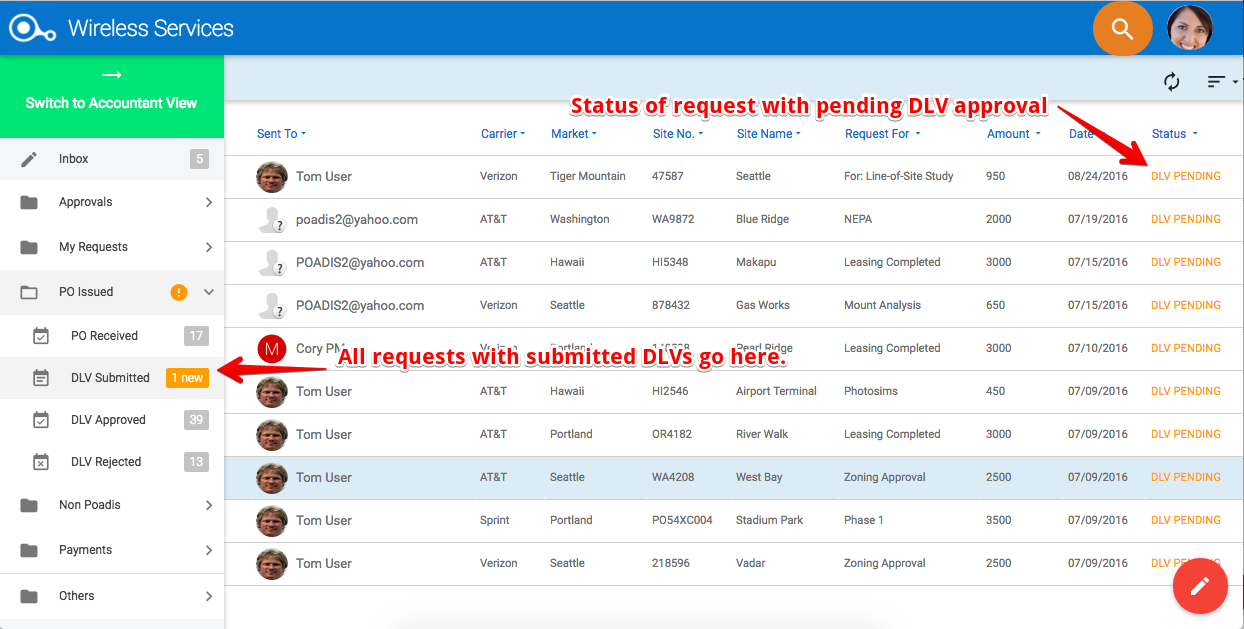 Wireless Services
Switch to Accountant View
Inbox 5
Approvals
My Requests
PO Issued !
PO Received 17
DLV Submitted 1 new
DLV Approved 39
DLV Rejected 13
Non Poadis
Payments
Others
Status of request with pending DLV approval
Sent To Carrier Market Site No. Site Name Request For Amount Date Status
Tom User Verizon Tiger Mountain 47587 Seattle For: Line-of-Site Study 950 08/24/2016 DLV PENDING
? poadis2@yahoo.com AT&T Washington WA9872 Blue Ridge NEPA 2000 07/19/2016 DLV PENDING
? POADIS2@yahoo.com AT&T Hawaii HI5348 Makapu Leasing Completed 3000 07/15/2016 DLV PENDING
? POADIS2@yahoo.com Verizon Seattle 878432 Gas Works Mount Analysis 650 07/15/2016 DLV PENDING
M Cory PM Verizon Pearl Ridge Leasing Completed 3000 07/10/2016 DLV PENDING
All requests with submitted DLVs go here.
Tom User AT&T Hawaii HI2546 Airport Terminal Photosims 450 07/09/2016 DLV PENDING
Tom User AT&T Portland OR4182 River Walk Leasing Completed 3000 07/09/2016 DLV PENDING
Tom User AT&T Seattle WA4208 West Bay Zoning Approval 2500 07/09/2016 DLV PENDING
Tom User Sprint Portland PO54XC004 Stadium Park Phase 1 3500 07/09/2016 DLV PENDING
Tom User Verizon Seattle 218596 Vadar Zoning Approval 2500 07/09/2016 DLV